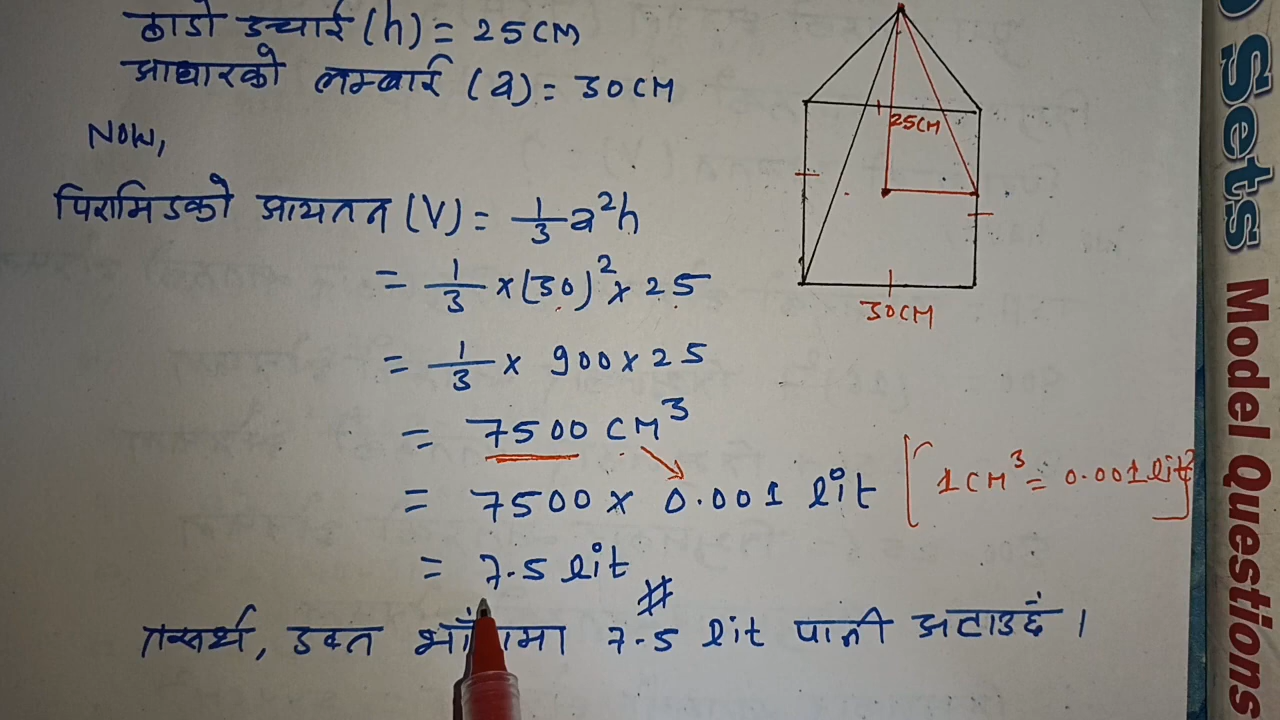 ठाडो उचाई (h) = 25 CM
आधारको लम्बाई (a) = 30 CM
NOW,
पिरामिडको आयतन (V) = 1/3 a²h
= 1/3 × (30)² × 25
= 1/3 × 900 × 25
= 7500 CM³
= 7500 × 0.001 lit [1 CM³ = 0.001 lit]
= 7.5 lit #
तसर्थ, उक्त 7.5 lit पानी अटाउछ ।
25CM
30CM
Sets Model Questions